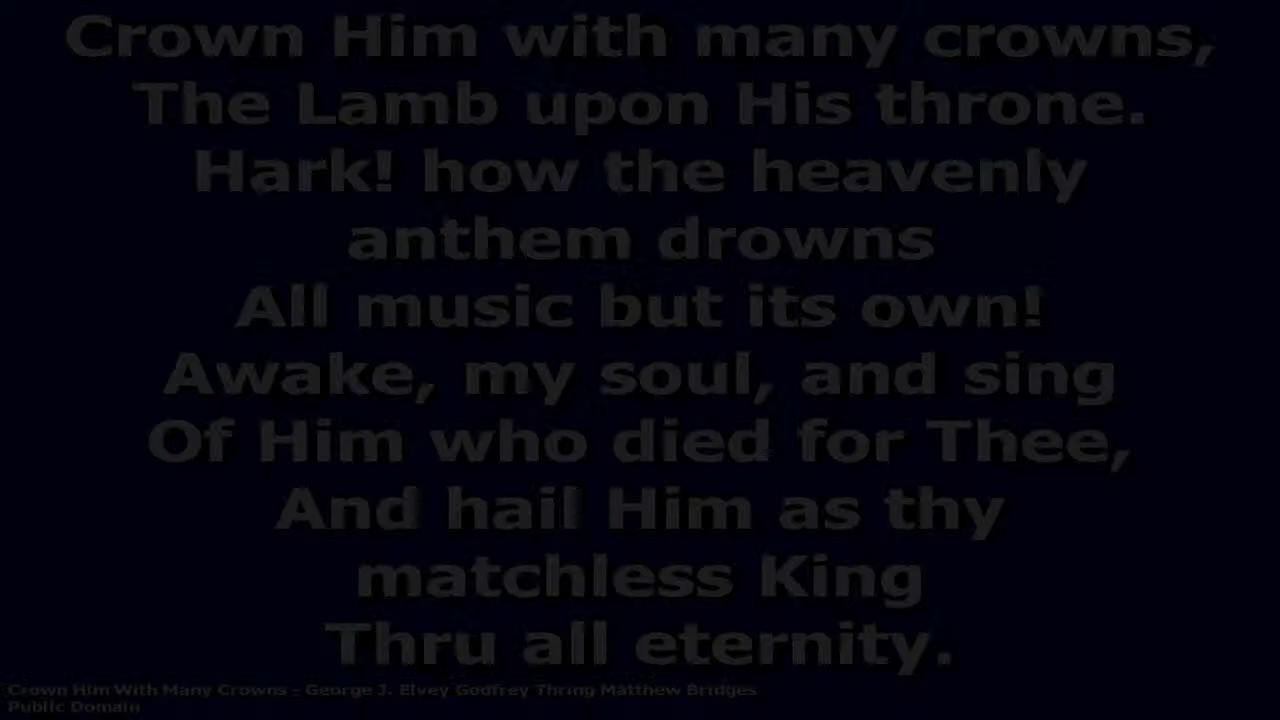 Crown Him with many crowns,
The Lamb upon His throne.
Hark! how the heavenly
anthem drowns
All music but its own!
Awake, my soul, and sing
Of Him who died for Thee,
And hail Him as thy
matchless King
Thru all eternity.
Crown Him With Many Crowns - George J. Elvey Godfrey Thring Matthew Bridges
Public Domain